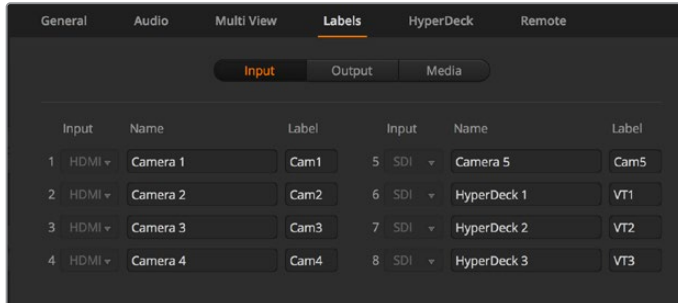 General Audio Multi View Labels HyperDeck Remote
Input Output Media
Input Name Label Input Name Label
1 HDMI Camera 1 Cam1 5 SDI Camera 5 Cam5
2 HDMI Camera 2 Cam2 6 SDI HyperDeck 1 VT1
3 HDMI Camera 3 Cam3 7 SDI HyperDeck 2 VT2
4 HDMI Camera 4 Cam4 8 SDI HyperDeck 3 VT3